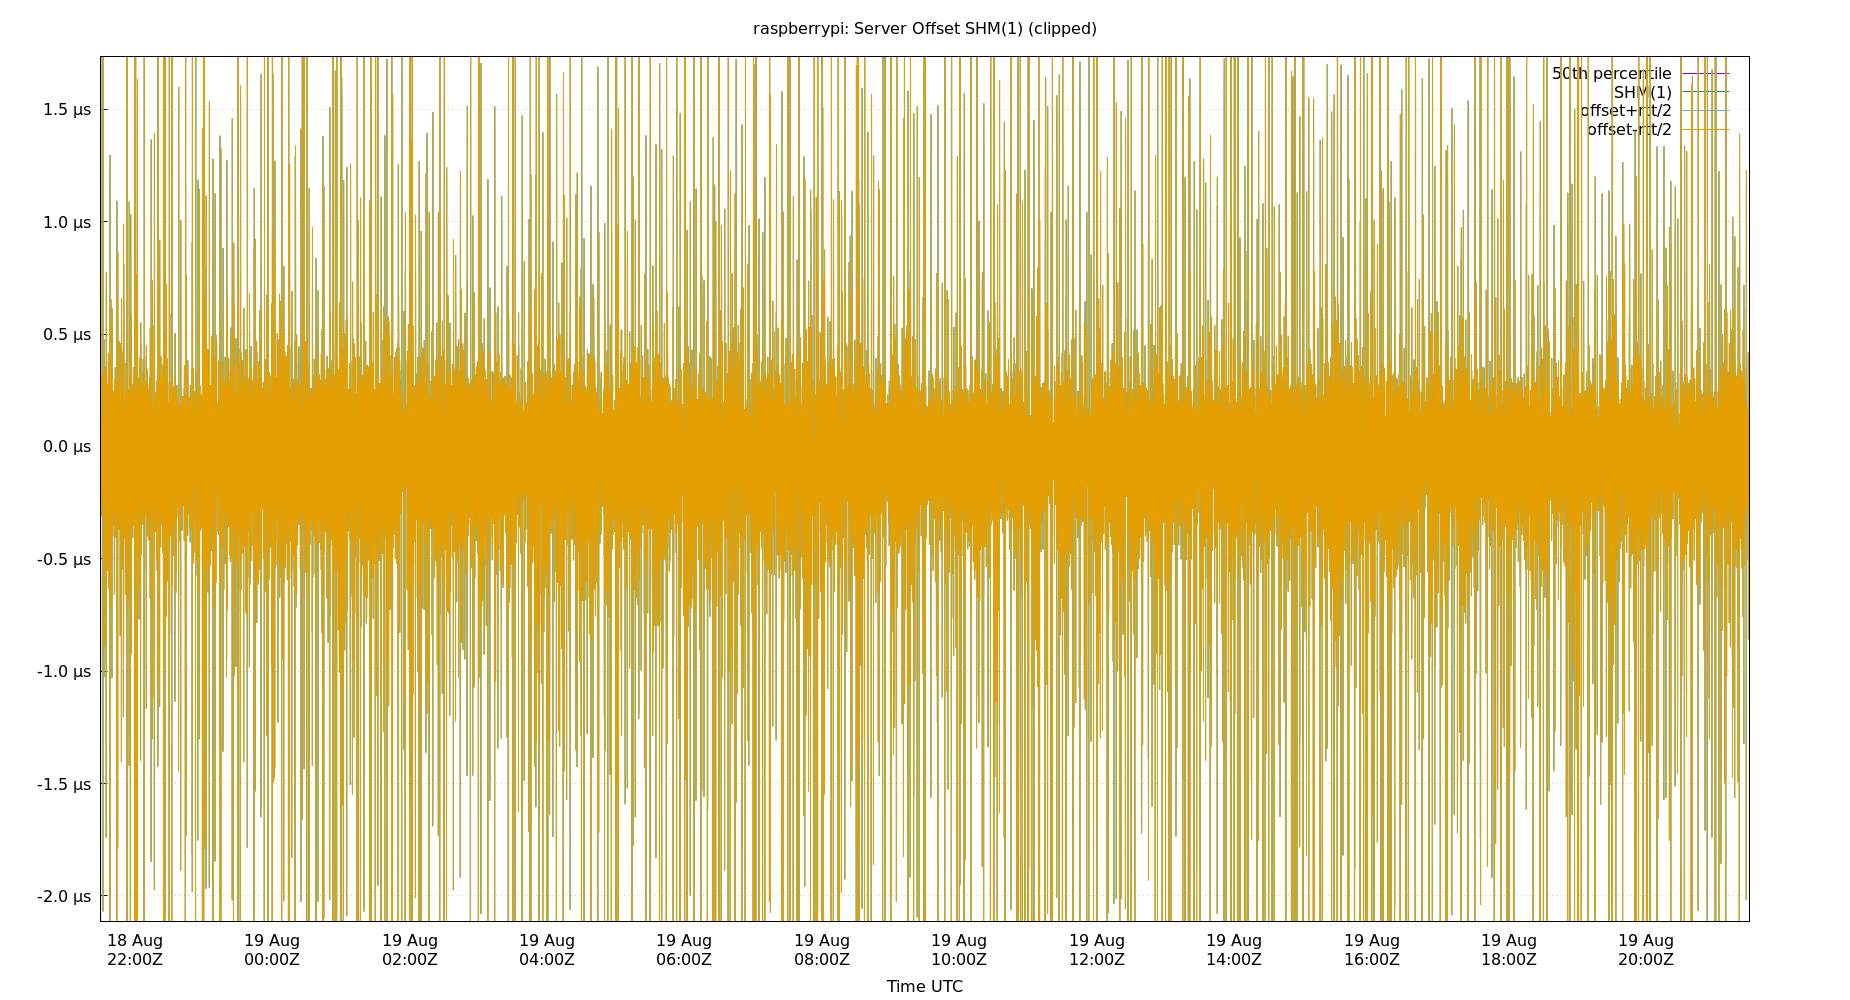 raspberrypi: Server Offset SHM(1) (clipped)
50th percentile
SHM(1)
offset+rtt/2
offset-rtt/2
1.5 µs
1.0 µs
0.5 µs
0.0 µs
-0.5 µs
-1.0 µs
-1.5 µs
-2.0 µs
18 Aug 19 Aug 19 Aug 19 Aug 19 Aug 19 Aug 19 Aug 19 Aug 19 Aug 19 Aug 19 Aug 19 Aug
22:00Z 00:00Z 02:00Z 04:00Z 06:00Z 08:00Z 10:00Z 12:00Z 14:00Z 16:00Z 18:00Z 20:00Z
Time UTC